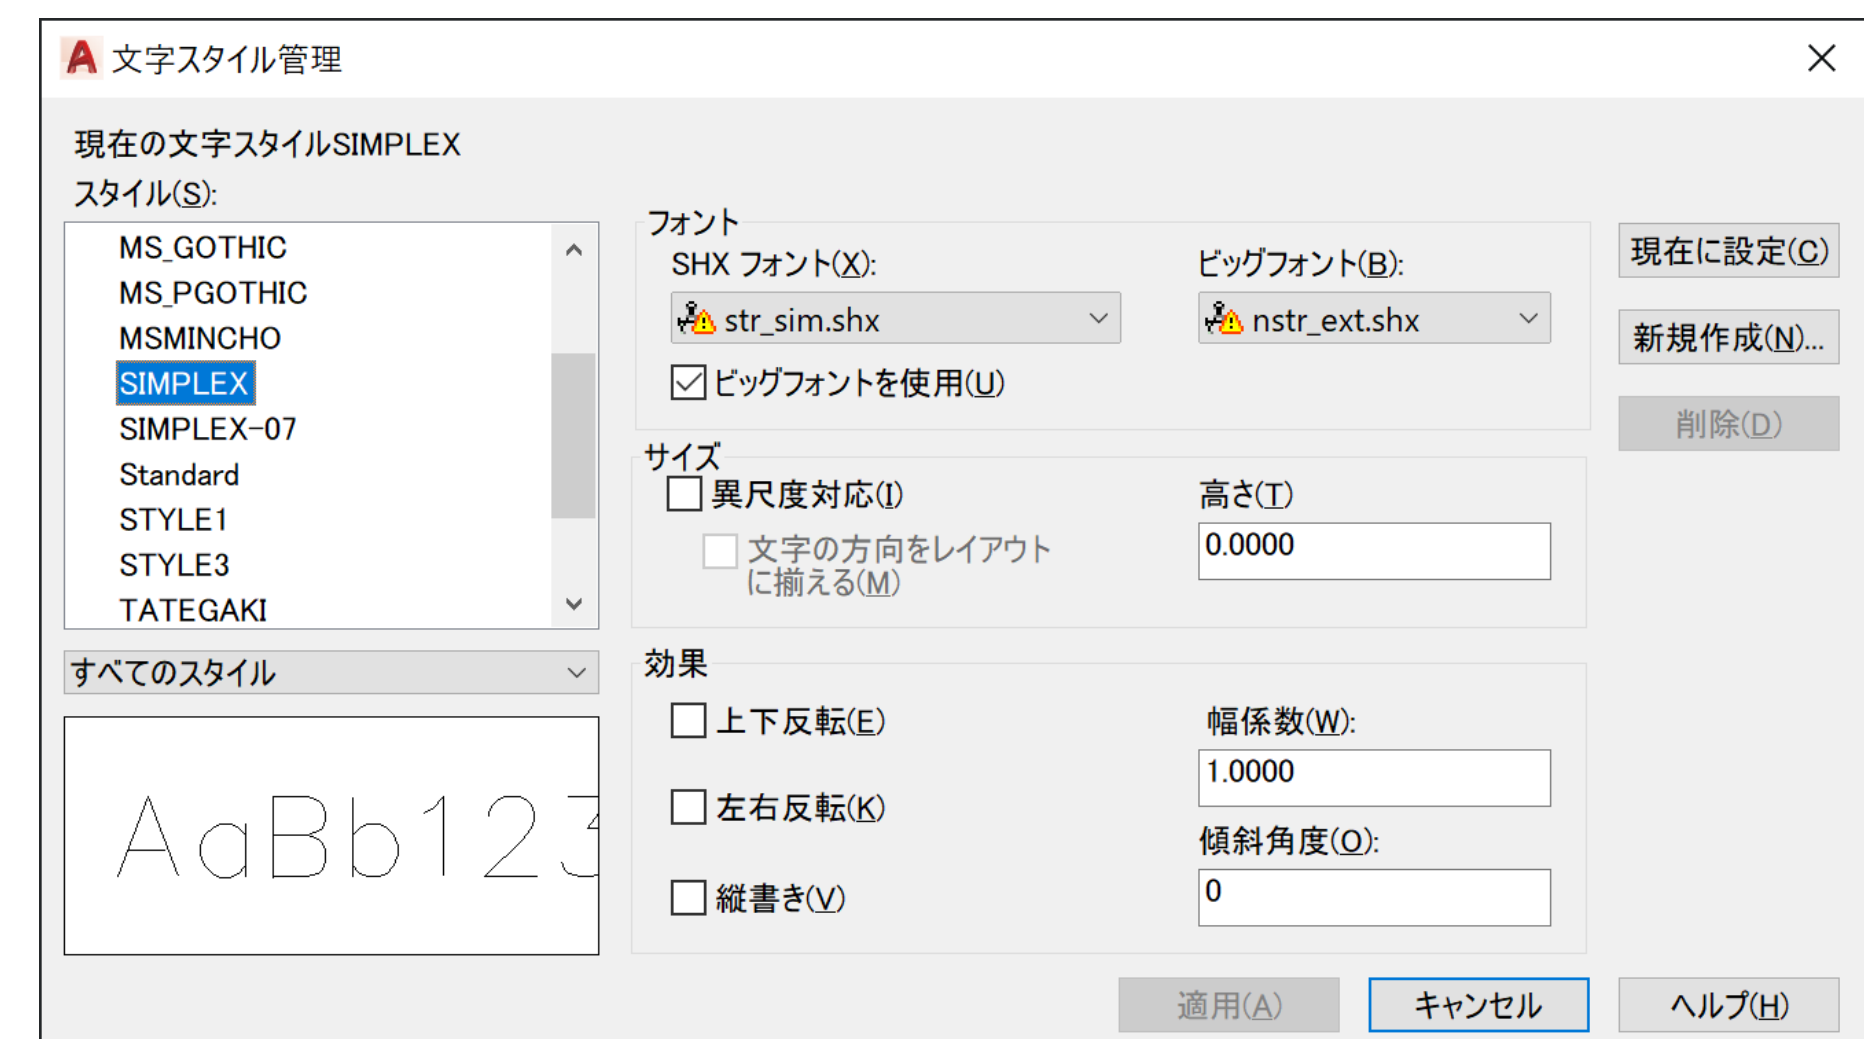 文字スタイル管理
現在の文字スタイルSIMPLEX
スタイル(S):
MS_GOTHIC
MS_PGOTHIC
MSMINCHO
SIMPLEX
SIMPLEX-07
Standard
STYLE1
STYLE3
TATEGAKI
すべてのスタイル
AaBb123
フォント
SHX フォント(X):
str_sim.shx
ビッグフォントを使用(U)
ビッグフォント(B):
nstr_ext.shx
サイズ
異尺度対応(I)
文字の方向をレイアウト
に揃える(M)
高さ(T)
0.0000
効果
上下反転(E)
左右反転(K)
縦書き(V)
幅係数(W):
1.0000
傾斜角度(O):
0
現在に設定(C)
新規作成(N)...
削除(D)
適用(A)
キャンセル
ヘルプ(H)